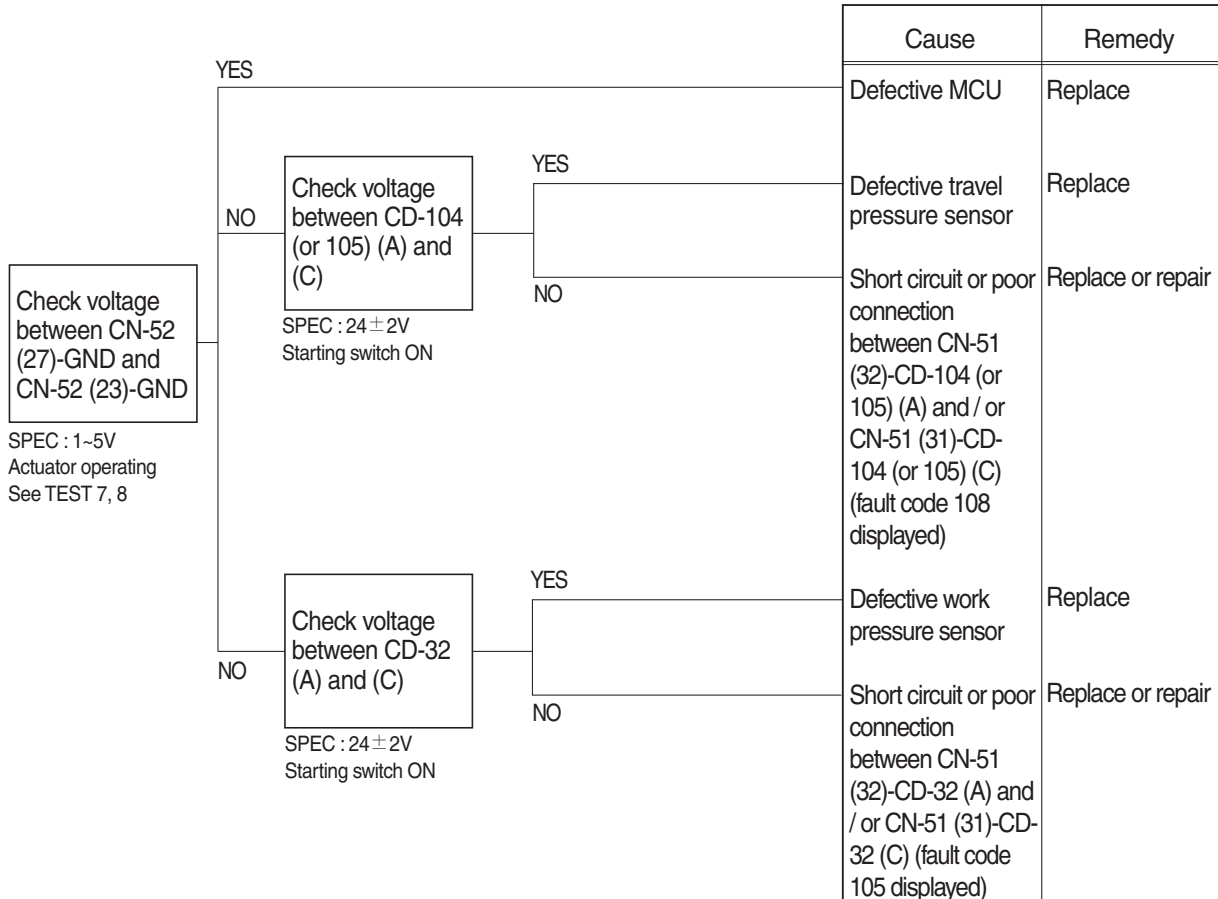 Cause
Remedy
YES
Defective MCU
Replace
Check voltage
between CD-104
(or 105) (A) and
(C)
NO
SPEC : 24±2V
Starting switch ON
YES
Defective travel
pressure sensor
Replace
NO
Short circuit or poor
connection
between CN-51
(32)-CD-104 (or
105) (A) and / or
CN-51 (31)-CD-
104 (or 105) (C)
(fault code 108
displayed)
Replace or repair
Check voltage
between CN-52
(27)-GND and
CN-52 (23)-GND
SPEC : 1~5V
Actuator operating
See TEST 7, 8
NO
Check voltage
between CD-32
(A) and (C)
SPEC : 24±2V
Starting switch ON
YES
Defective work
pressure sensor
Replace
NO
Short circuit or poor
connection
between CN-51
(32)-CD-32 (A) and
/ or CN-51 (31)-CD-
32 (C) (fault code
105 displayed)
Replace or repair